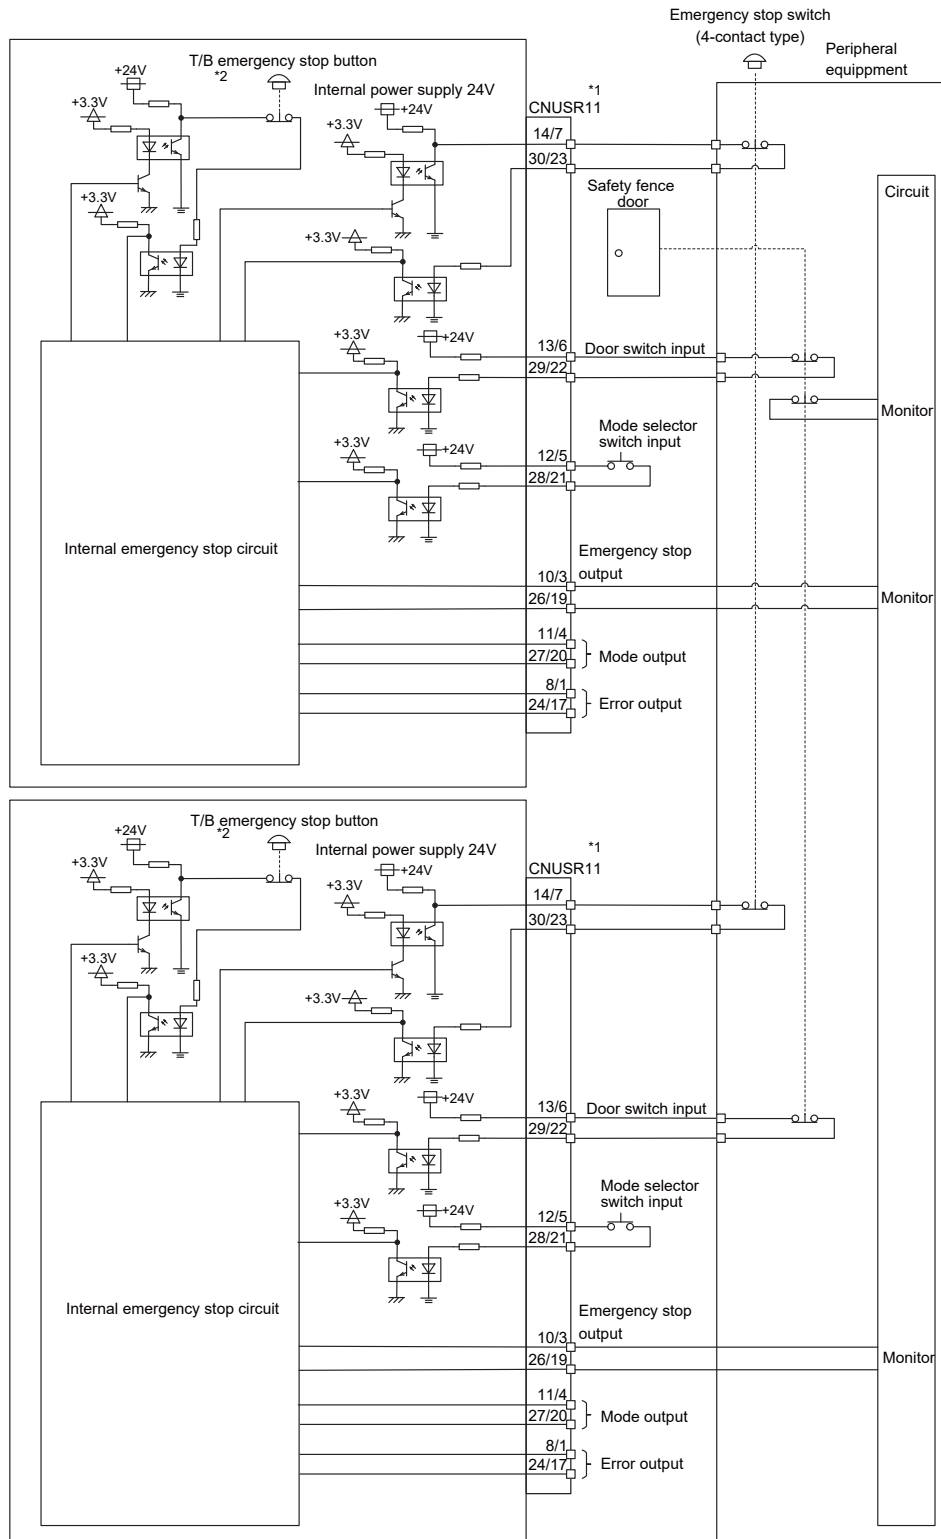 Emergency stop switch
(4-contact type)
Peripheral
equippment
T/B emergency stop button
*2
+24V
+3.3V
Internal power supply 24V
+24V
+3.3V
*1
CNUSR11
14/7
30/23
+3.3V
+3.3V
Safety fence
door
Circuit
+24V
+3.3V
13/6
Door switch input
29/22
Monitor
Mode selector
switch input
+24V
+3.3V
12/5
28/21
Internal emergency stop circuit
Emergency stop
output
10/3
26/19
Monitor
11/4
27/20
Mode output
8/1
24/17
Error output
T/B emergency stop button
*2
+24V
+3.3V
Internal power supply 24V
+24V
+3.3V
*1
CNUSR11
14/7
30/23
+3.3V
+3.3V
+24V
+3.3V
13/6
Door switch input
29/22
Mode selector
switch input
+24V
+3.3V
12/5
28/21
Internal emergency stop circuit
Emergency stop
output
10/3
26/19
Monitor
11/4
27/20
Mode output
8/1
24/17
Error output